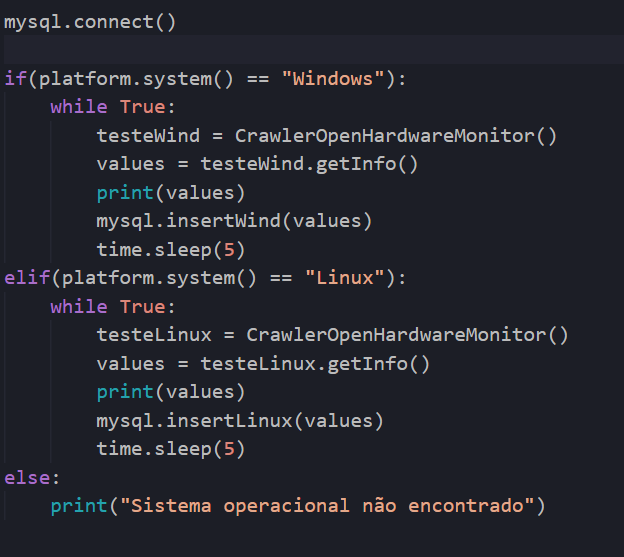 mysql.connect()
if(platform.system() == "Windows"):
    while True:
        testeWind = CrawlerOpenHardwareMonitor()
        values = testeWind.getInfo()
        print(values)
        mysql.insertWind(values)
        time.sleep(5)
elif(platform.system() == "Linux"):
    while True:
        testeLinux = CrawlerOpenHardwareMonitor()
        values = testeLinux.getInfo()
        print(values)
        mysql.insertLinux(values)
        time.sleep(5)
else:
    print("Sistema operacional não encontrado")